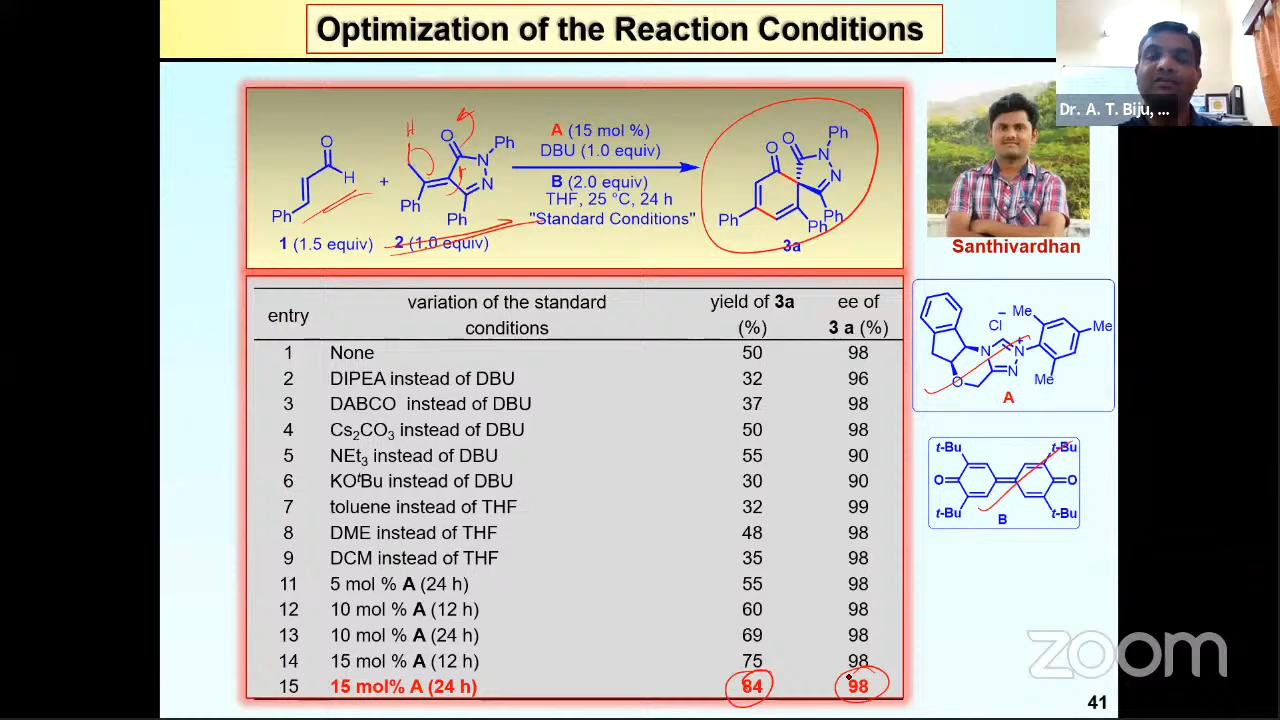 Optimization of the Reaction Conditions
Dr. A. T. Biju, ...
O
H
Ph
+
1 (1.5 equiv)
H
O
Ph
N
N
Ph
Ph
2 (1.0 equiv)
A (15 mol %)
DBU (1.0 equiv)
B (2.0 equiv)
THF, 25 °C, 24 h
"Standard Conditions"
O
O
Ph
N
N
Ph
Ph
Ph
3a
Santhivardhan
entry
variation of the standard conditions
yield of 3a (%)
ee of 3 a (%)
1 None 50 98
2 DIPEA instead of DBU 32 96
3 DABCO instead of DBU 37 98
4 Cs2CO3 instead of DBU 50 98
5 NEt3 instead of DBU 55 90
6 KOtBu instead of DBU 30 90
7 toluene instead of THF 32 99
8 DME instead of THF 48 98
9 DCM instead of THF 35 98
11 5 mol % A (24 h) 55 98
12 10 mol % A (12 h) 60 98
13 10 mol % A (24 h) 69 98
14 15 mol % A (12 h) 75 98
15 15 mol% A (24 h) 84 98
Cl
−
Me
Me
N
+
N
N
O
Me
A
t-Bu
t-Bu
O
O
t-Bu
t-Bu
B
zoom
41